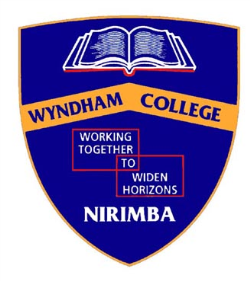 WYNDHAM COLLEGE
WORKING
TOGETHER
TO
WIDEN
HORIZONS
NIRIMBA